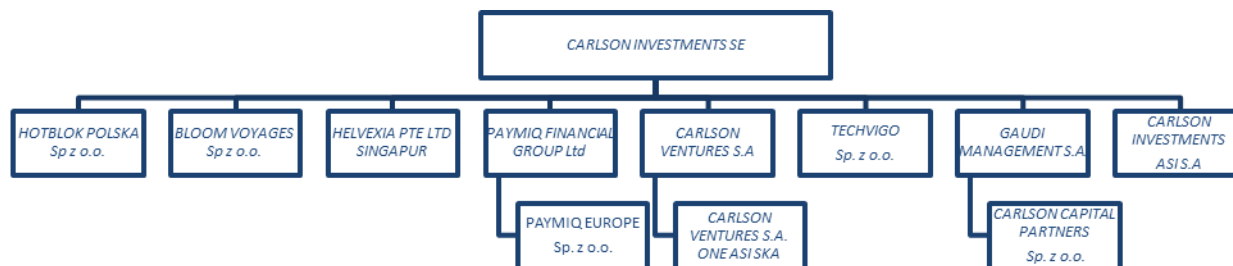 CARLSON INVESTMENTS SE
HOTBLOK POLSKA
Sp z o.o.
BLOOM VOYAGES
Sp z o.o.
HELVEXIA PTE LTD
SINGAPUR
PAYMIQ FINANCIAL
GROUP Ltd
CARLSON
VENTURES S.A
TECHVIGO
Sp. z o.o.
GAUDI
MANAGEMENT S.A.
CARLSON
INVESTMENTS
ASI S.A
PAYMIQ EUROPE
Sp. z o.o.
CARLSON
VENTURES S.A.
ONE ASI SKA
CARLSON CAPITAL
PARTNERS
Sp. z o.o.